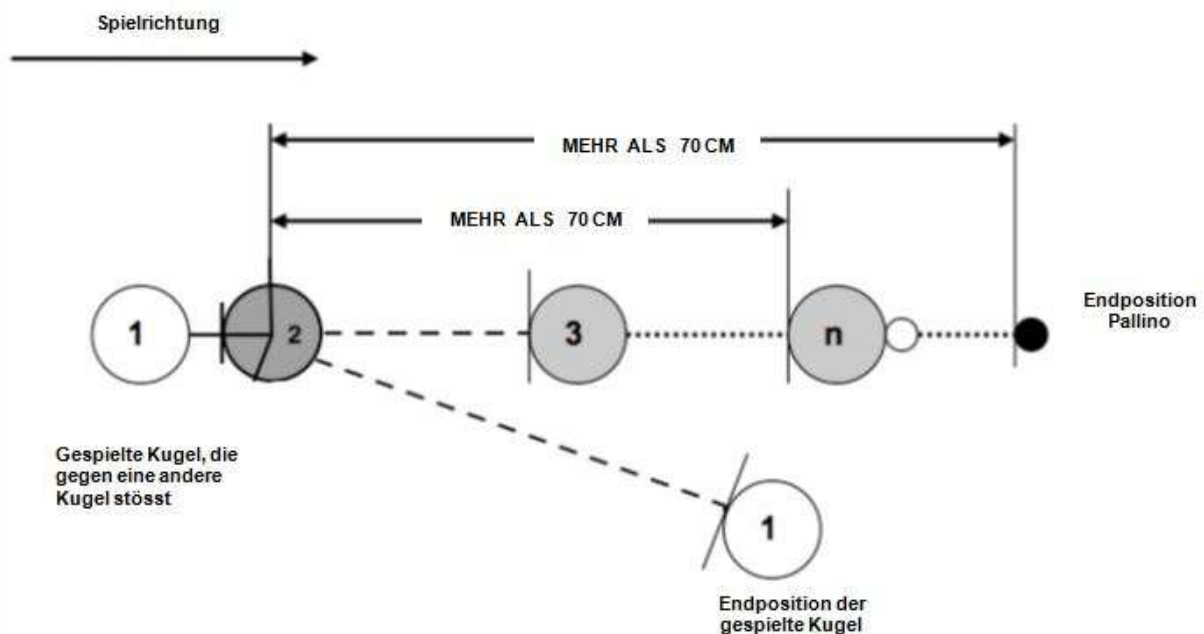 Spielrichtung
MEHR ALS 70 CM
MEHR ALS 70 CM
1
2
3
n
Endposition
Pallino
Gespielte Kugel, die
gegen eine andere
Kugel stösst
1
Endposition der
gespielte Kugel